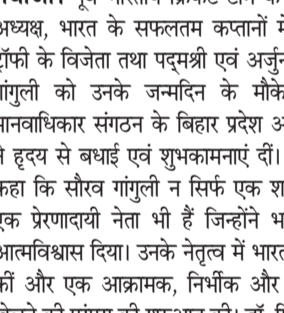 पूर्व भारतीय क्रिकेट टीम के
अध्यक्ष, भारत के सफलतम कप्तानों में
ट्रॉफी के विजेता तथा पद्मश्री एवं अर्जुन
गांगुली को उनके जन्मदिन के मौके
मानवाधिकार संगठन के बिहार प्रदेश अ
ने हृदय से बधाई एवं शुभकामनाएं दीं।
कहा कि सौरव गांगुली न सिर्फ एक श
एक प्रेरणादायी नेता भी हैं जिन्होंने भ
आत्मविश्वास दिया। उनके नेतृत्व में भारत
कीं और एक आक्रामक, निर्भीक और